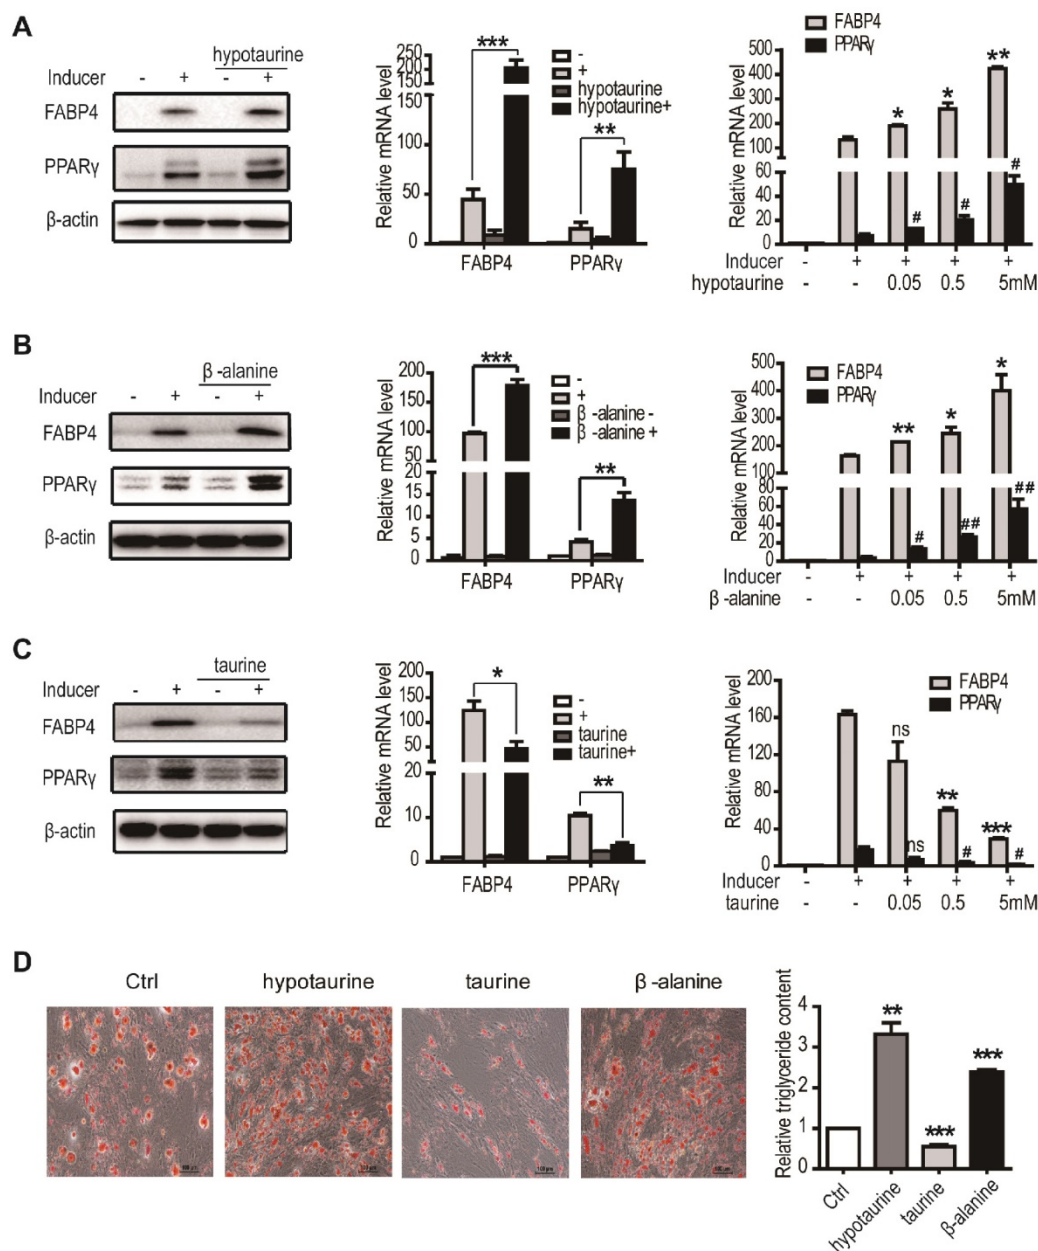 A
hypotaurine
Inducer - + - +
FABP4
PPARγ
β-actin
Relative mRNA level
250
200
150
150
100
50
0
*** **
-
+
hypotaurine
hypotaurine+
FABP4 PPARγ
FABP4
PPARγ
Relative mRNA level
500
400
300
200
100
60
40
20
0
* * **
# # #
Inducer - + + + +
hypotaurine - - 0.05 0.5 5mM
B
β -alanine
Inducer - + - +
FABP4
PPARγ
β-actin
Relative mRNA level
200
150
100
50
20
15
10
5
0
*** **
-
+
β -alanine -
β -alanine +
FABP4 PPARγ
FABP4
PPARγ
Relative mRNA level
500
400
300
200
100
80
60
40
20
0
** * *
# ## ##
Inducer - + + + +
β -alanine - - 0.05 0.5 5mM
C
taurine
Inducer - + - +
FABP4
PPARγ
β-actin
Relative mRNA level
200
150
100
50
20
10
0
* **
-
+
taurine
taurine+
FABP4 PPARγ
FABP4
PPARγ
Relative mRNA level
200
160
120
80
40
0
ns ** ***
ns # #
Inducer - + + + +
taurine - - 0.05 0.5 5mM
D
Ctrl hypotaurine taurine β -alanine
100 μm 100 μm
Relative triglyceride content
4
3
2
1
0
** *** ***
Ctrl hypotaurine taurine β-alanine